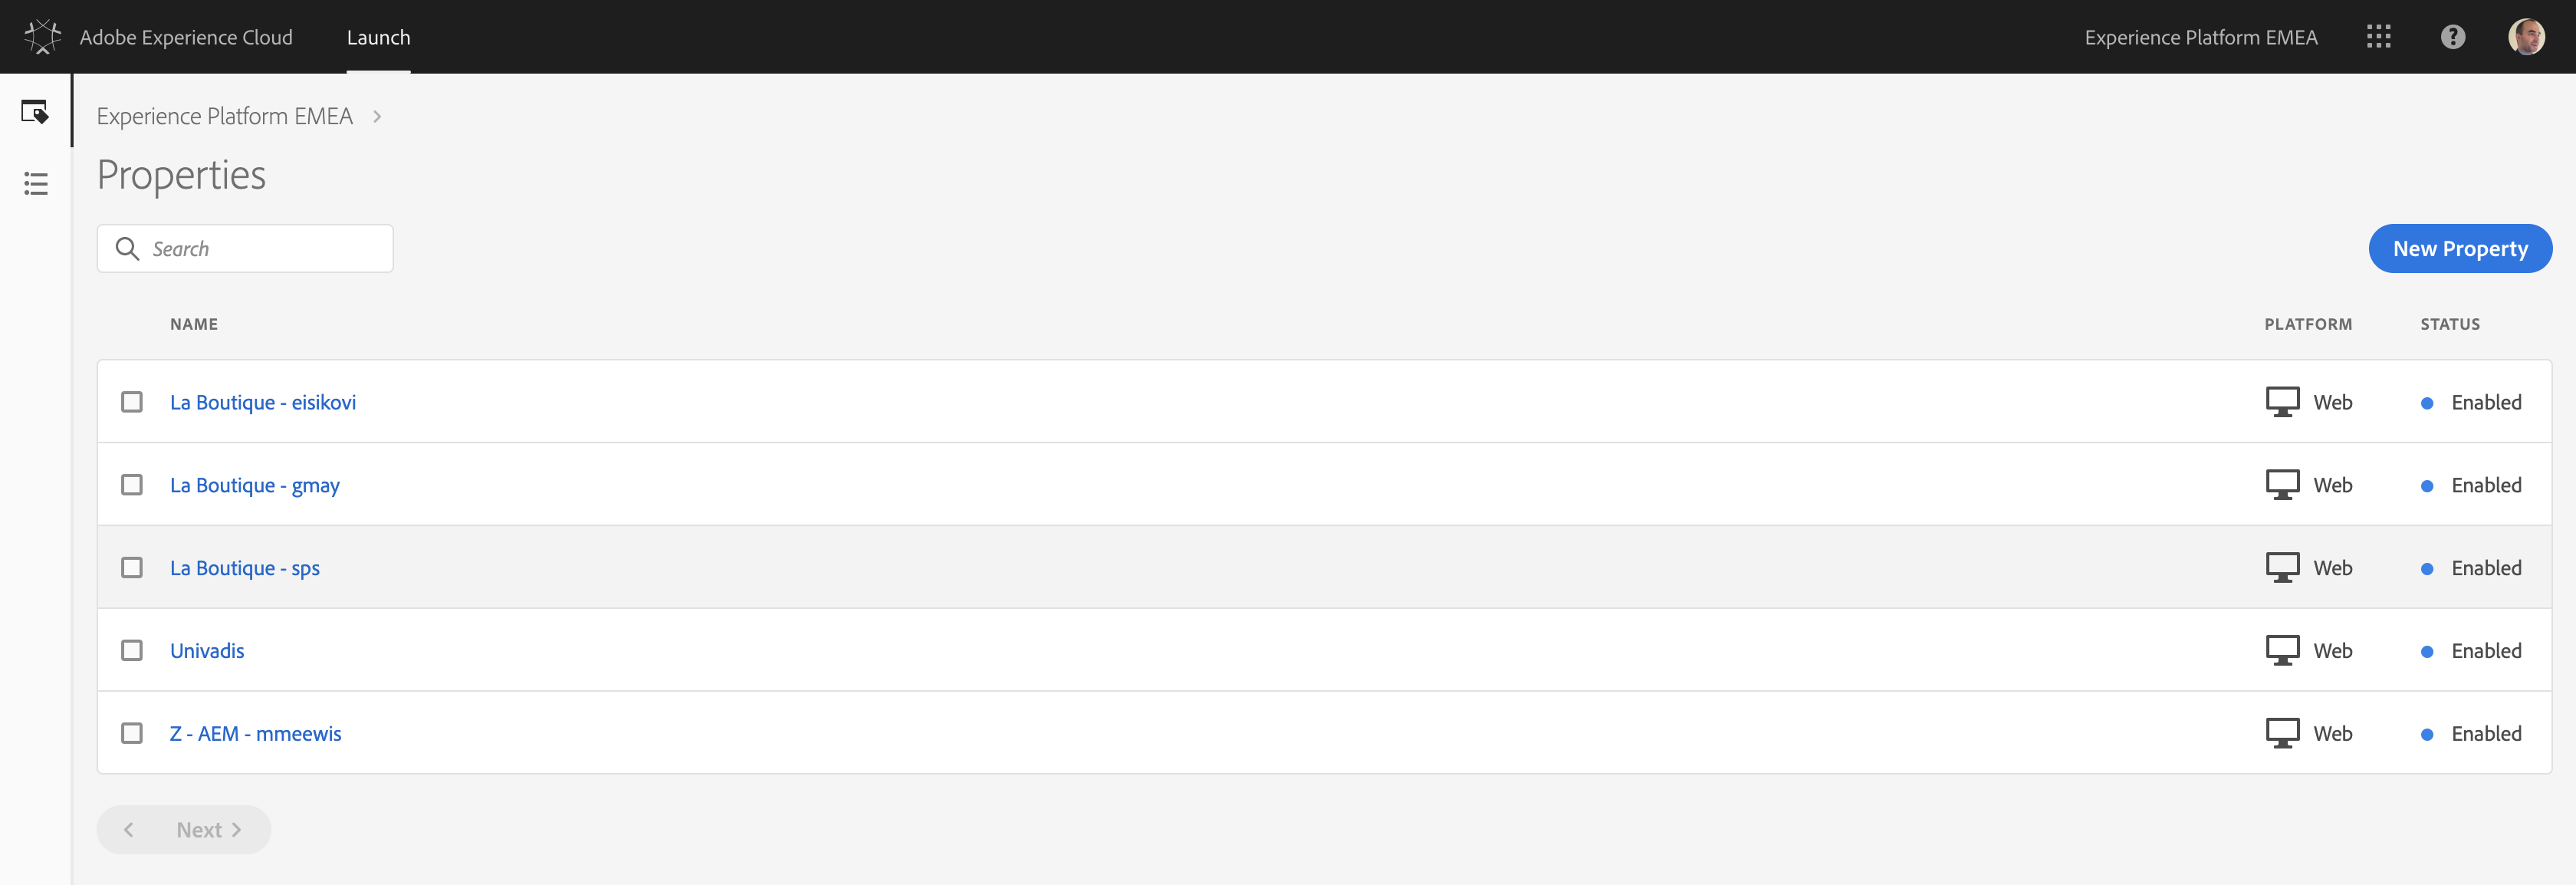 Adobe Experience Cloud Launch Experience Platform EMEA ?
Experience Platform EMEA
Properties
Search New Property
NAME PLATFORM STATUS
La Boutique - eisikovi Web Enabled
La Boutique - gmay Web Enabled
La Boutique - sps Web Enabled
Univadis Web Enabled
Z - AEM - mmeewis Web Enabled
Next